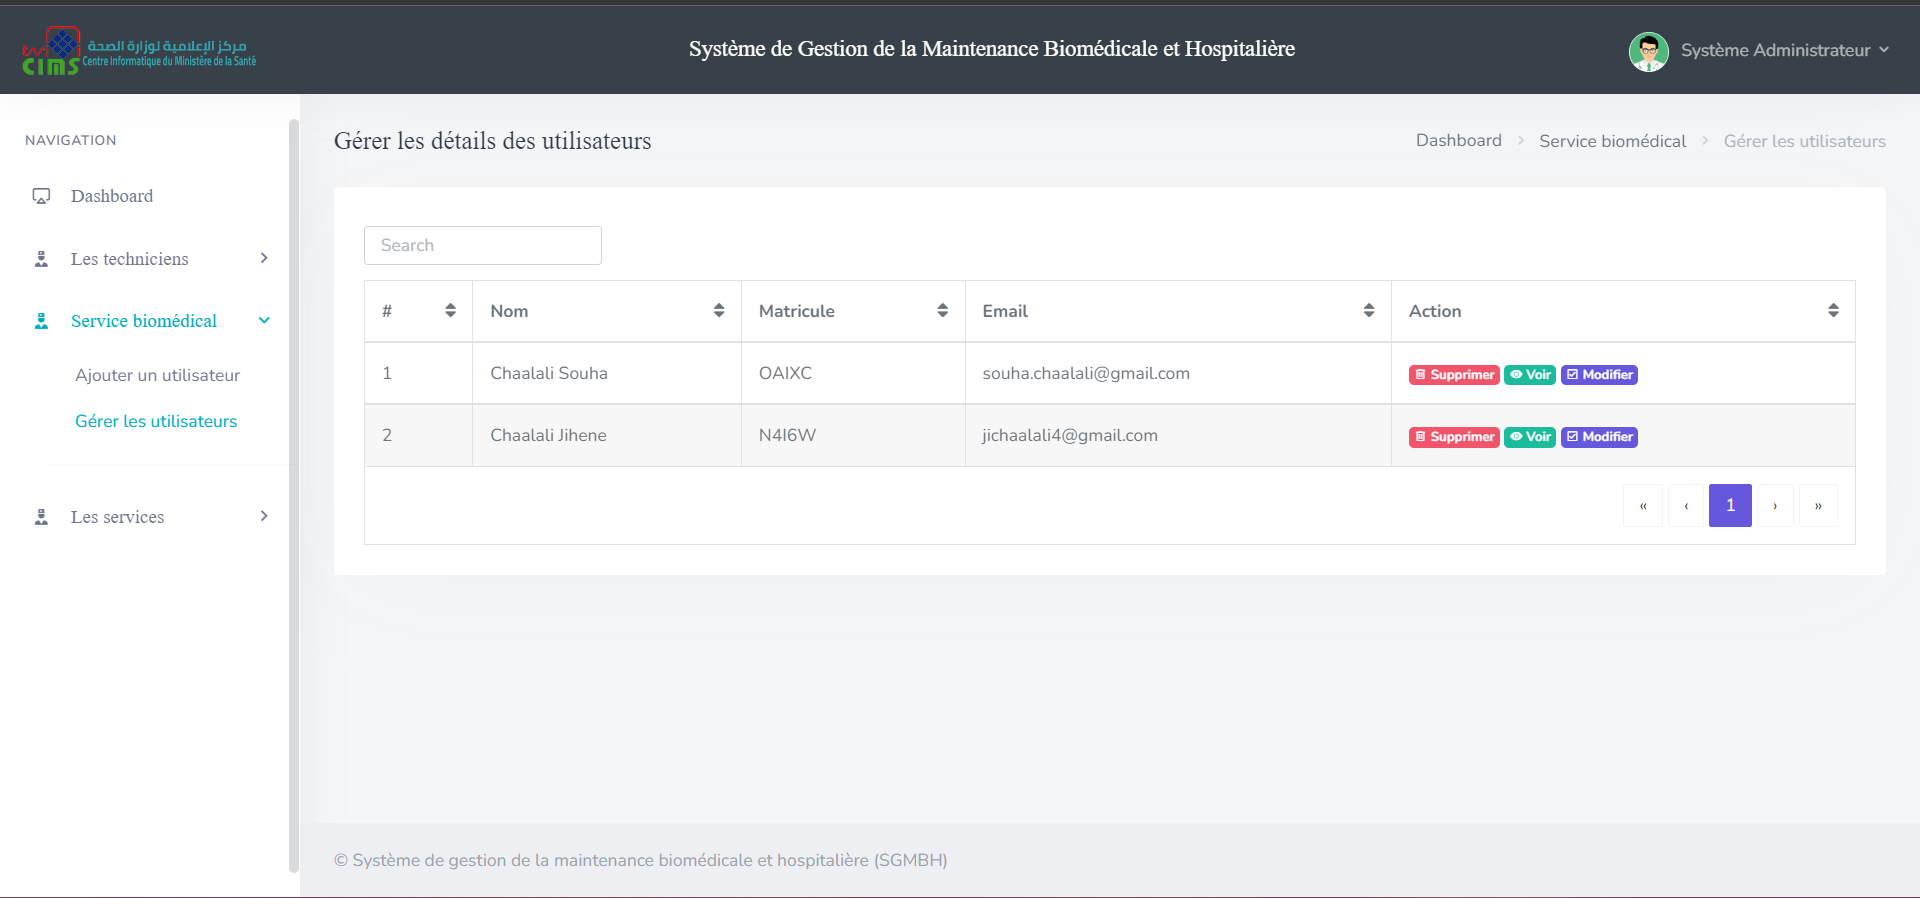 مركز الإعلامية لوزارة الصحة
CIMS Centre Informatique du Ministère de la Santé
Système de Gestion de la Maintenance Biomédicale et Hospitalière
Système Administrateur
NAVIGATION
Dashboard
Les techniciens
Service biomédical
Ajouter un utilisateur
Gérer les utilisateurs
Les services
Gérer les détails des utilisateurs
Dashboard > Service biomédical > Gérer les utilisateurs
Search
# Nom Matricule Email Action
1 Chaalali Souha OAIXC souha.chaalali@gmail.com Supprimer Voir Modifier
2 Chaalali Jihene N4I6W jichaalali4@gmail.com Supprimer Voir Modifier
« ‹ 1 › »
© Système de gestion de la maintenance biomédicale et hospitalière (SGMBH)